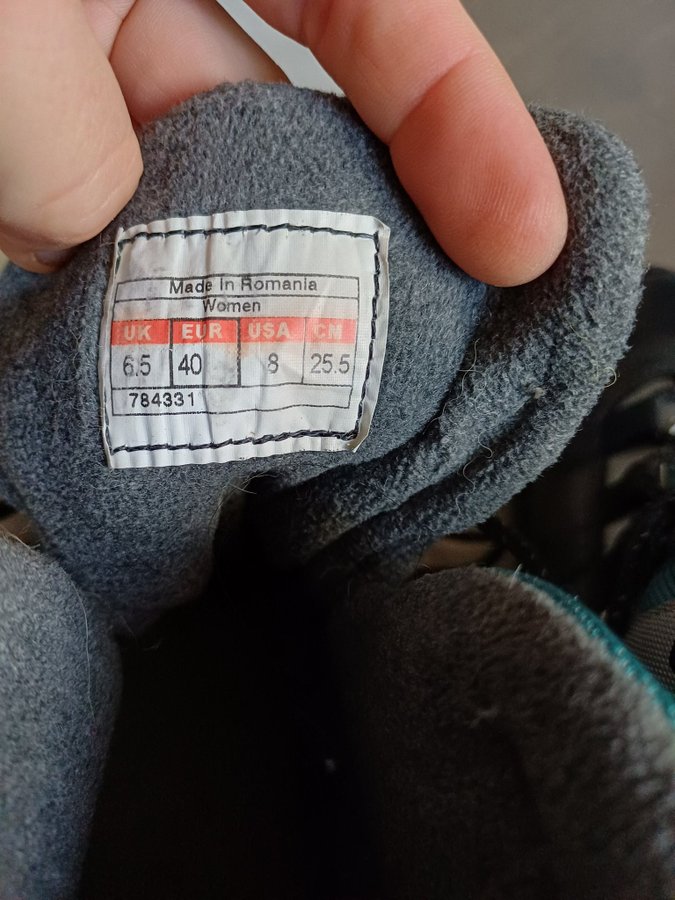 Made In Romania
Women
UK EUR USA CM
6.5 40 8 25.5
784331